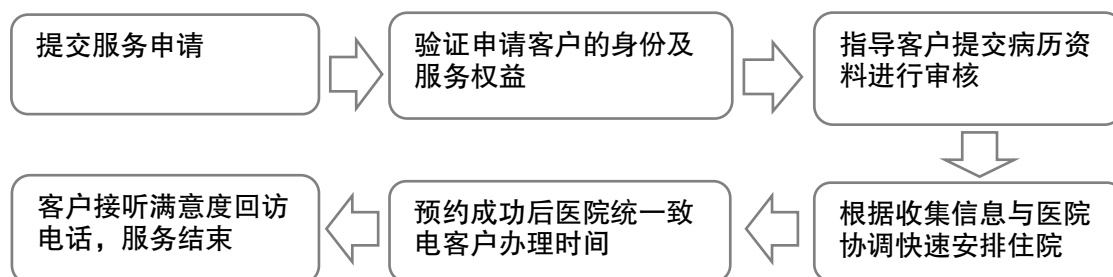 提交服务申请
验证申请客户的身份及
服务权益
指导客户提交病历资
料进行审核
根据收集信息与医院
协调快速安排住院
预约成功后医院统一致
电客户办理时间
客户接听满意度回访
电话，服务结束